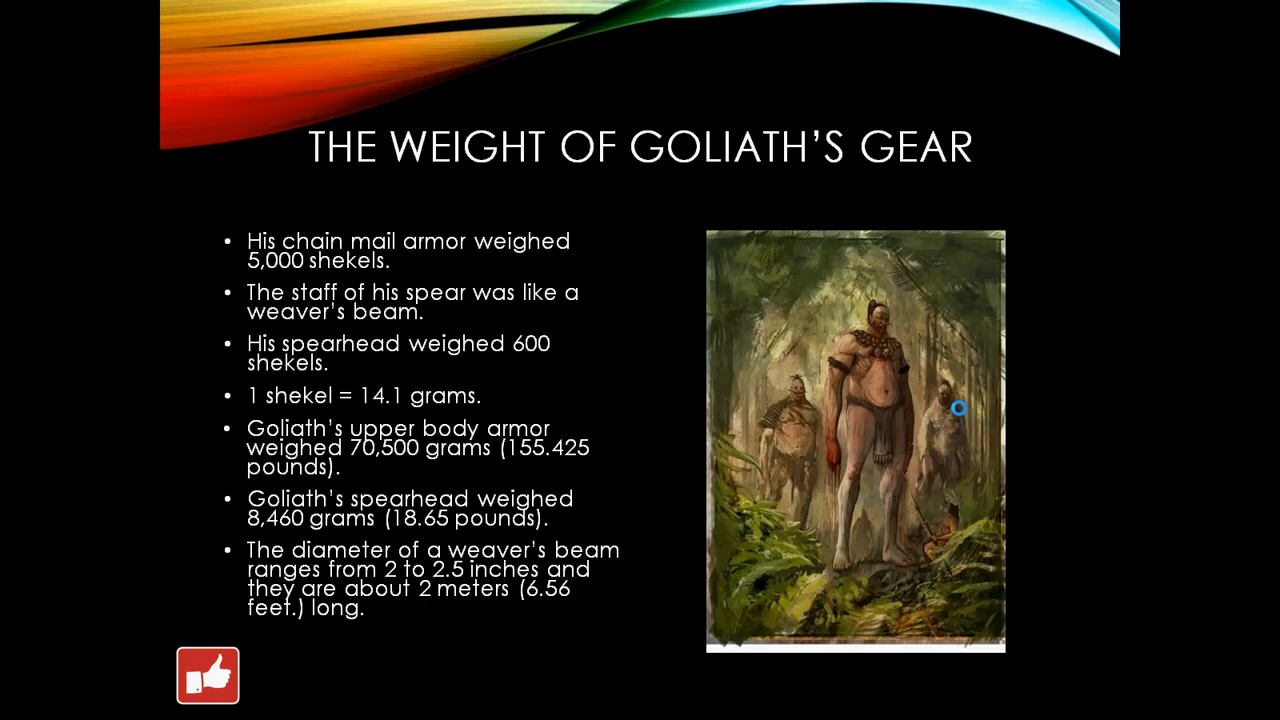 THE WEIGHT OF GOLIATH'S GEAR
• His chain mail armor weighed
5,000 shekels.
• The staff of his spear was like a
weaver's beam.
• His spearhead weighed 600
shekels.
• 1 shekel = 14.1 grams.
• Goliath's upper body armor
weighed 70,500 grams (155.425
pounds).
• Goliath's spearhead weighed
8,460 grams (18.65 pounds).
• The diameter of a weaver's beam
ranges from 2 to 2.5 inches and
they are about 2 meters (6.56
feet.) long.